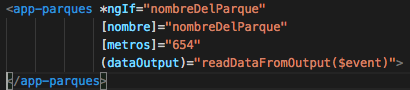 <app-parques *ngIf="nombreDelParque"
[nombre]="nombreDelParque"
[metros]="654"
(dataOutput)="readDataFromOutput($event)">
</app-parques>